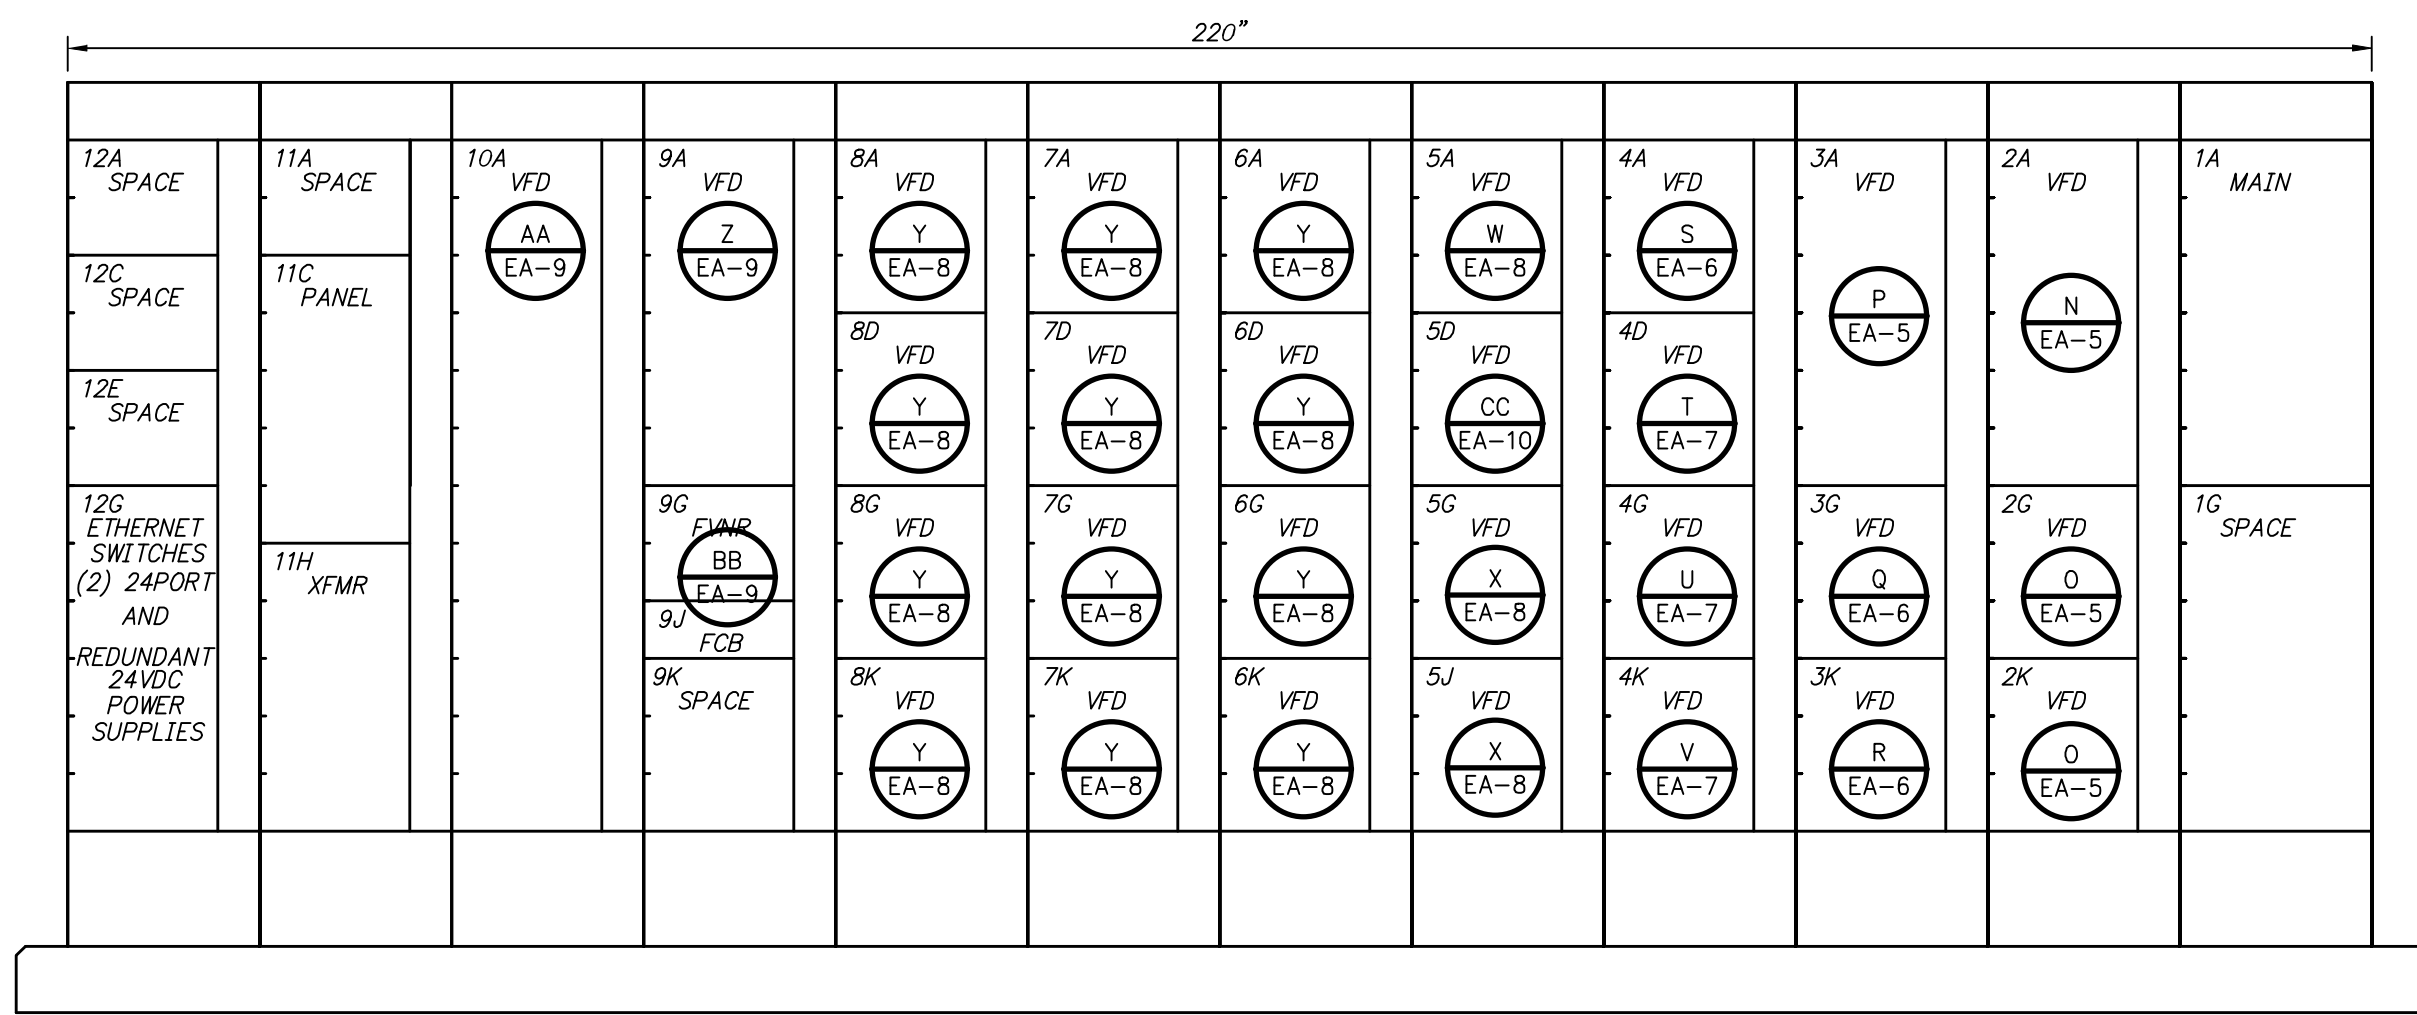 220"
12A
SPACE
12C
SPACE
12E
SPACE
12G
ETHERNET
SWITCHES
(2) 24PORT
AND
REDUNDANT
24VDC
POWER
SUPPLIES
11A
SPACE
11C
PANEL
11H
XFMR
10A
VFD
AA
EA-9
9A
VFD
Z
EA-9
9G
FVNR
BB
EA-9
9J
FCB
9K
SPACE
8A
VFD
Y
EA-8
8D
VFD
Y
EA-8
8G
VFD
Y
EA-8
8K
VFD
Y
EA-8
7A
VFD
Y
EA-8
7D
VFD
Y
EA-8
7G
VFD
Y
EA-8
7K
VFD
Y
EA-8
6A
VFD
Y
EA-8
6D
VFD
Y
EA-8
6G
VFD
Y
EA-8
6K
VFD
Y
EA-8
5A
VFD
W
EA-8
5D
VFD
CC
EA-10
5G
VFD
X
EA-8
5J
VFD
X
EA-8
4A
VFD
S
EA-6
4D
VFD
T
EA-7
4G
VFD
U
EA-7
4K
VFD
V
EA-7
3A
VFD
P
EA-5
3G
VFD
Q
EA-6
3K
VFD
R
EA-6
2A
VFD
N
EA-5
2G
VFD
O
EA-5
2K
VFD
O
EA-5
1A
MAIN
1G
SPACE